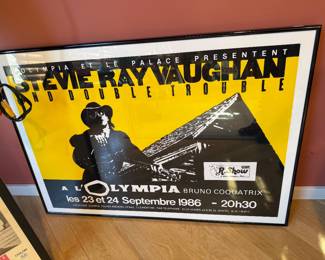 OLYMPIA ET LE PALACE PRESENTENT
STEVIE RAY VAUGHAN
AND DOUBLE TROUBLE
Show
A L'OLYMPIA BRUNO COQUATRIX
les 23 et 24 Septembre 1986 - 20h30